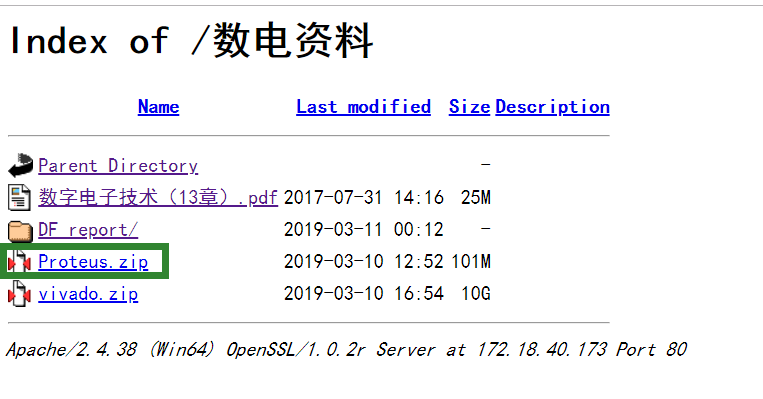 Index of /数电资料
Name Last modified Size Description
Parent Directory -
数字电子技术（13章）.pdf 2017-07-31 14:16 25M
DF report/ 2019-03-11 00:12 -
Proteus.zip 2019-03-10 12:52 101M
vivado.zip 2019-03-10 16:54 10G
Apache/2.4.38 (Win64) OpenSSL/1.0.2r Server at 172.18.40.173 Port 80